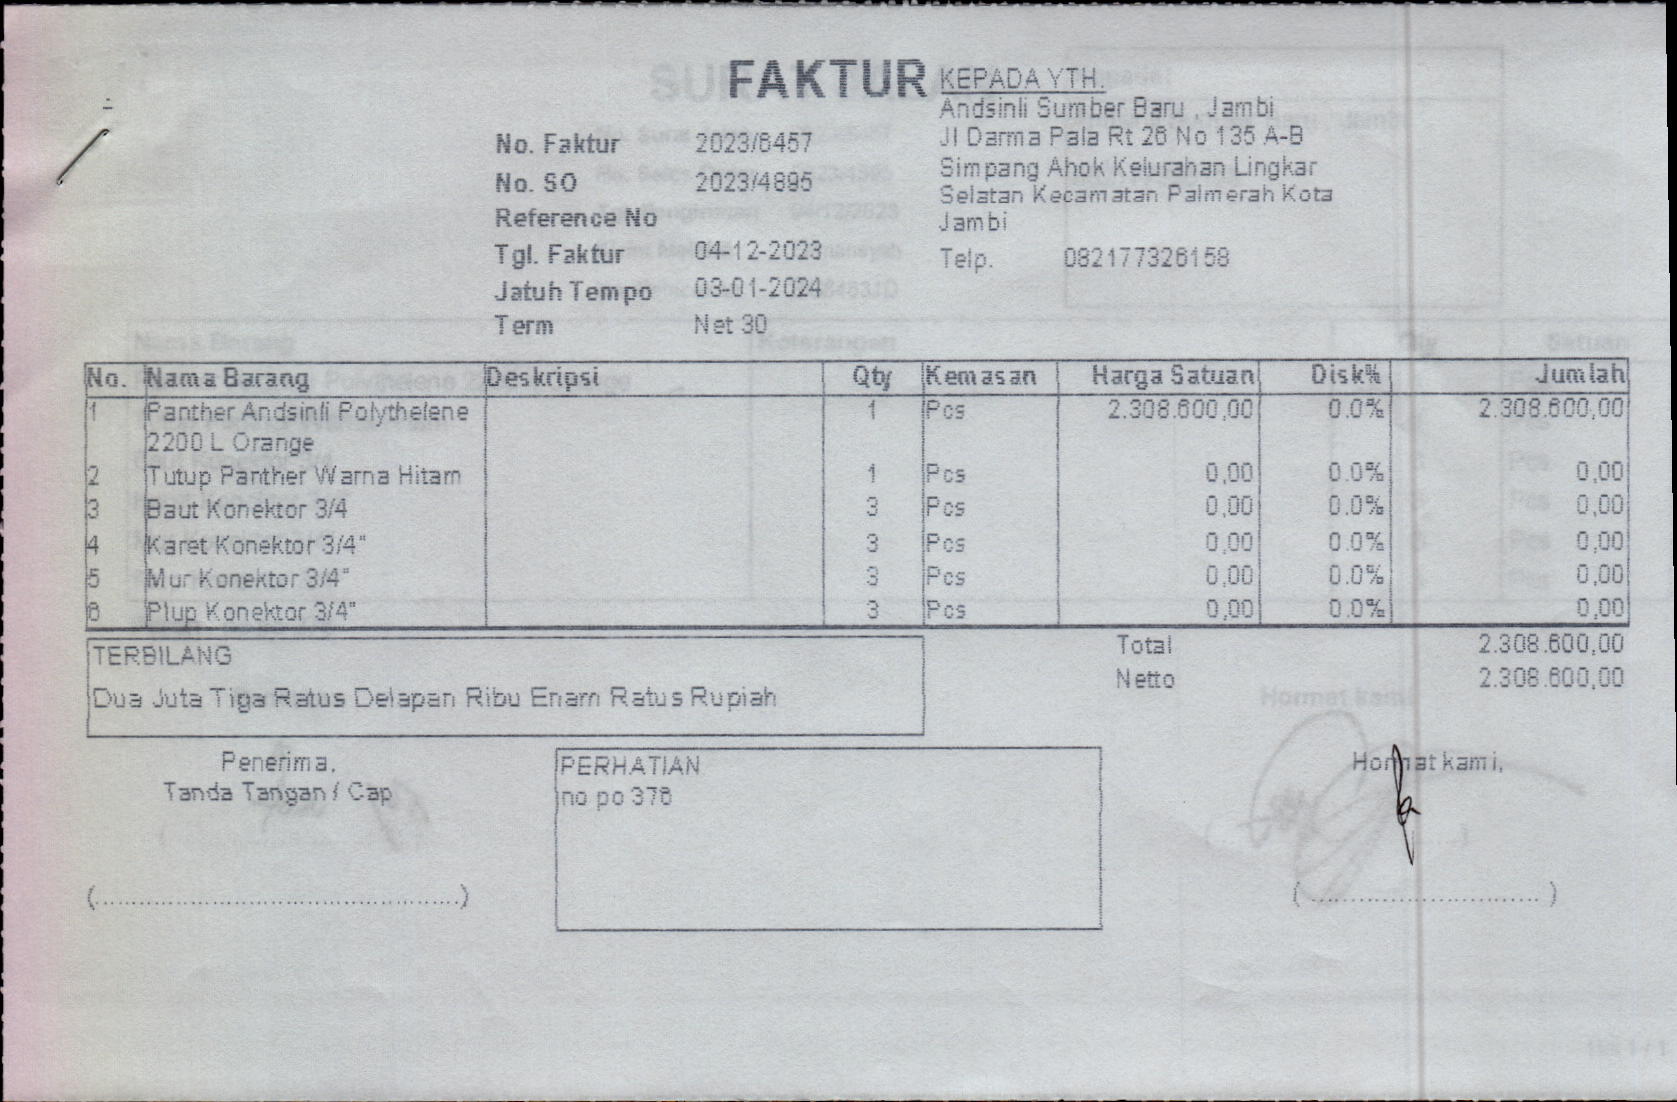 FAKTUR
No. Faktur 2023/6457
No. SO 2023/4895
Reference No
Tgl. Faktur 04-12-2023
Jatuh Tempo 03-01-2024
Term Net 30
KEPADA YTH.
Andsinli Sumber Baru , Jambi
Jl Darma Pala Rt 26 No 135 A-B
Simpang Ahok Kelurahan Lingkar
Selatan Kecamatan Palmerah Kota
Jambi
Telp. 082177326158
No. Nama Barang Deskripsi Qty Kemasan Harga Satuan Disk% Jumlah
1 Panther Andsinli Polythelene 1 Pcs 2.308.600,00 0.0% 2.308.600,00
2200 L Orange
2 Tutup Panther Warna Hitam 1 Pcs 0,00 0.0% 0,00
3 Baut Konektor 3/4 3 Pcs 0,00 0.0% 0,00
4 Karet Konektor 3/4" 3 Pcs 0,00 0.0% 0,00
5 Mur Konektor 3/4" 3 Pcs 0,00 0.0% 0,00
6 Plup Konektor 3/4" 3 Pcs 0,00 0.0% 0,00
Total 2.308.600,00
Netto 2.308.600,00
TERBILANG
Dua Juta Tiga Ratus Delapan Ribu Enam Ratus Rupiah
Penerima,
Tanda Tangan / Cap
(..................................................)
PERHATIAN
no po 376
Hormat kami,
(...............................)